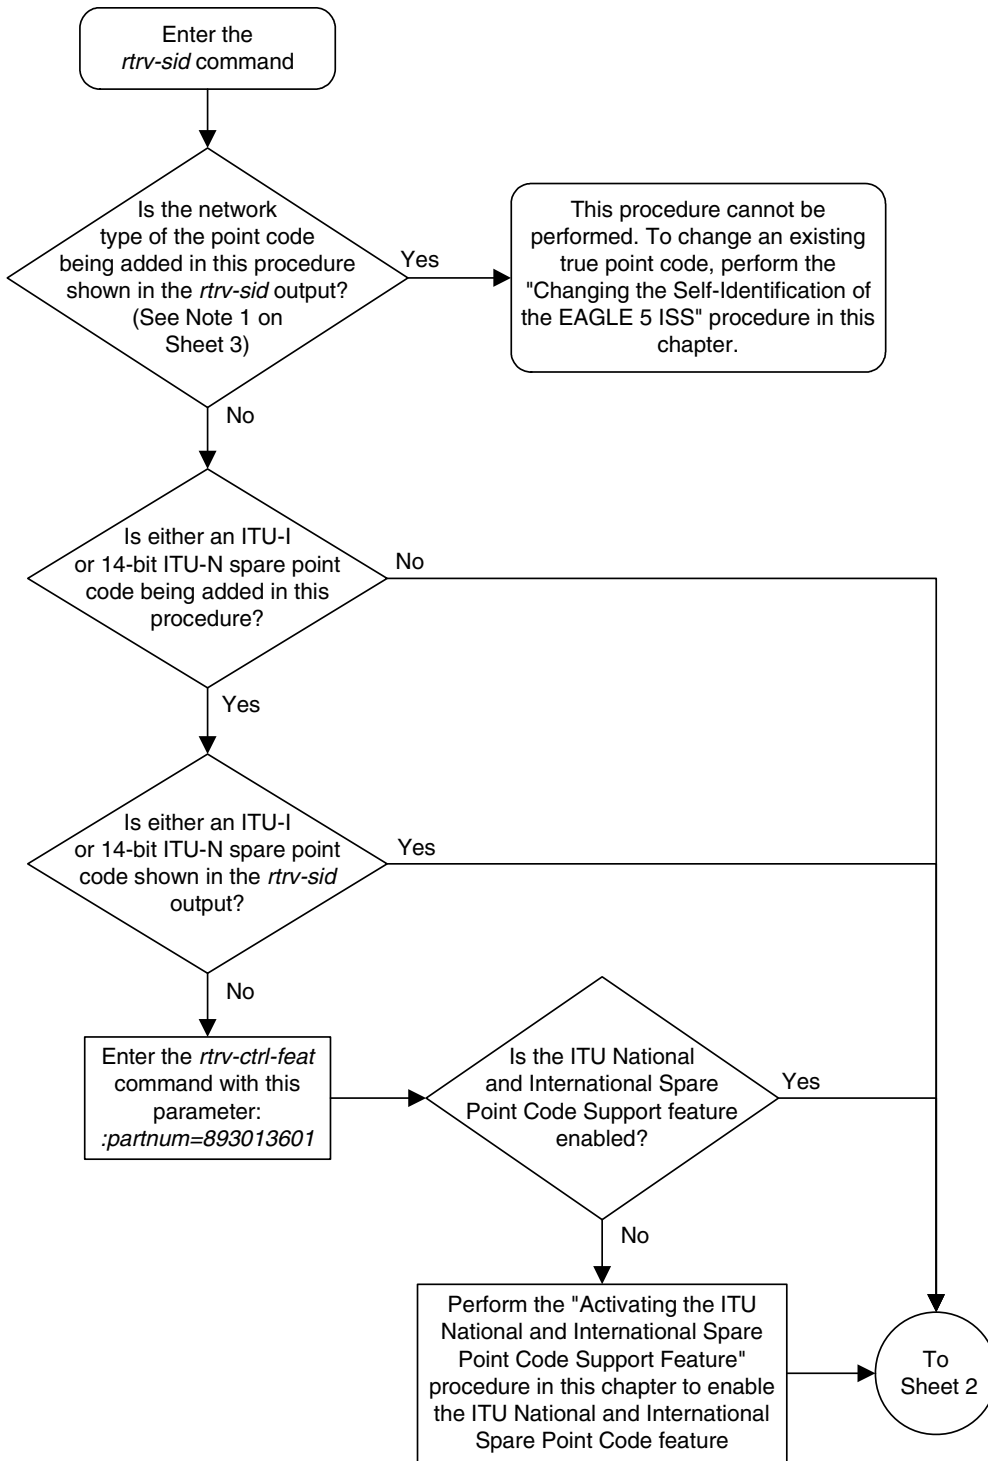 Enter the
rtrv-sid command
Is the network
type of the point code
being added in this procedure
shown in the rtrv-sid output?
(See Note 1 on
Sheet 3)
Yes
This procedure cannot be
performed. To change an existing
true point code, perform the
"Changing the Self-Identification of
the EAGLE 5 ISS" procedure in this
chapter.
No
Is either an ITU-I
or 14-bit ITU-N spare point
code being added in this
procedure?
No
Yes
Is either an ITU-I
or 14-bit ITU-N spare point
code shown in the rtrv-sid
output?
Yes
No
Enter the rtrv-ctrl-feat
command with this
parameter:
:partnum=893013601
Is the ITU National
and International Spare
Point Code Support feature
enabled?
Yes
No
Perform the "Activating the ITU
National and International Spare
Point Code Support Feature"
procedure in this chapter to enable
the ITU National and International
Spare Point Code feature
To
Sheet 2